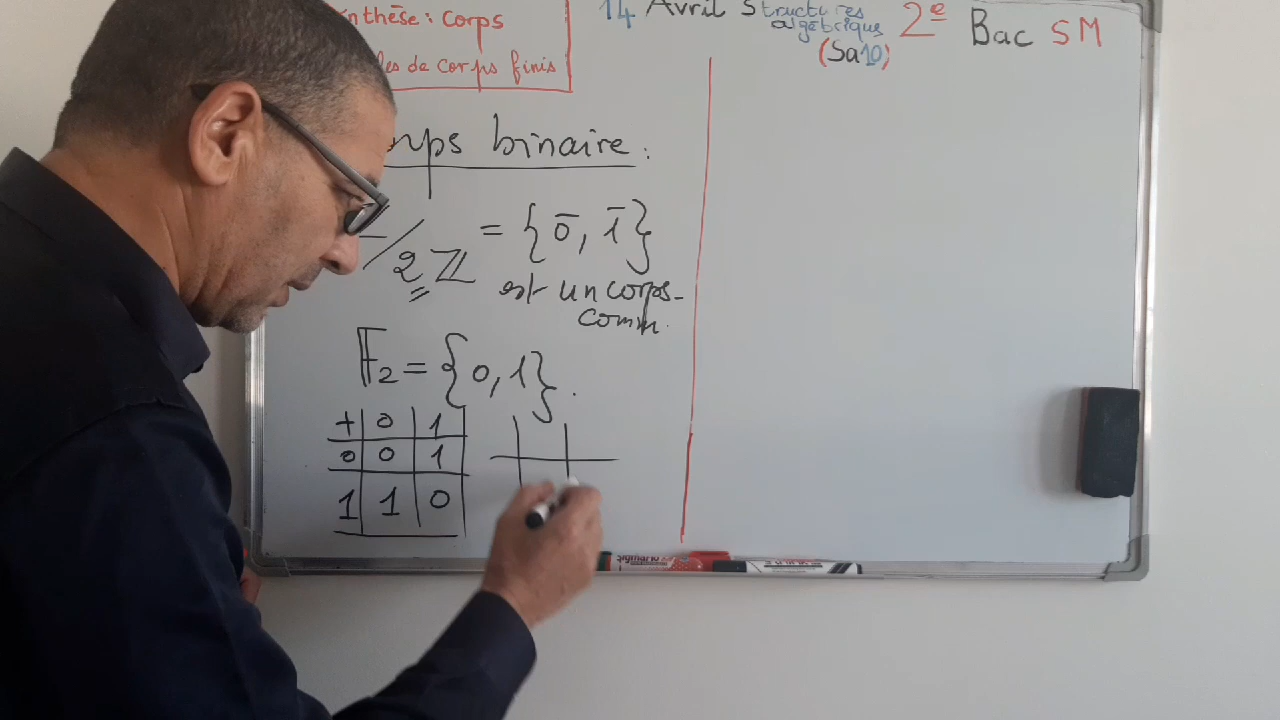 nthèse : Corps
les de corps finis
14 Avril Structures
algébriques
(Sa10)
2e Bac SM
rps binaire :
/2ℤ = {0̄, 1̄}
est un corps-
comm.
𝔽₂ = {0, 1}.
+ 0 1
0 0 1
1 1 0